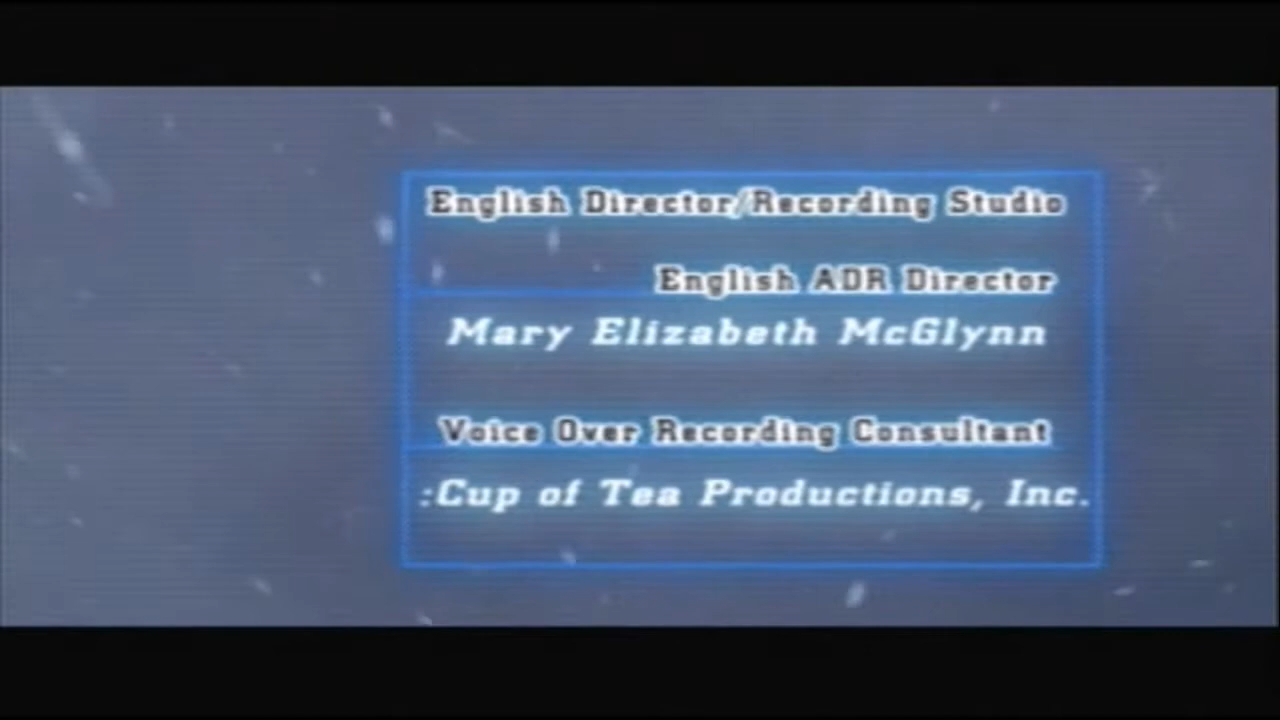 English Director/Recording Studio
English ADR Director
Mary Elizabeth McGlynn
Voice Over Recording Consultant
:Cup of Tea Productions, Inc.